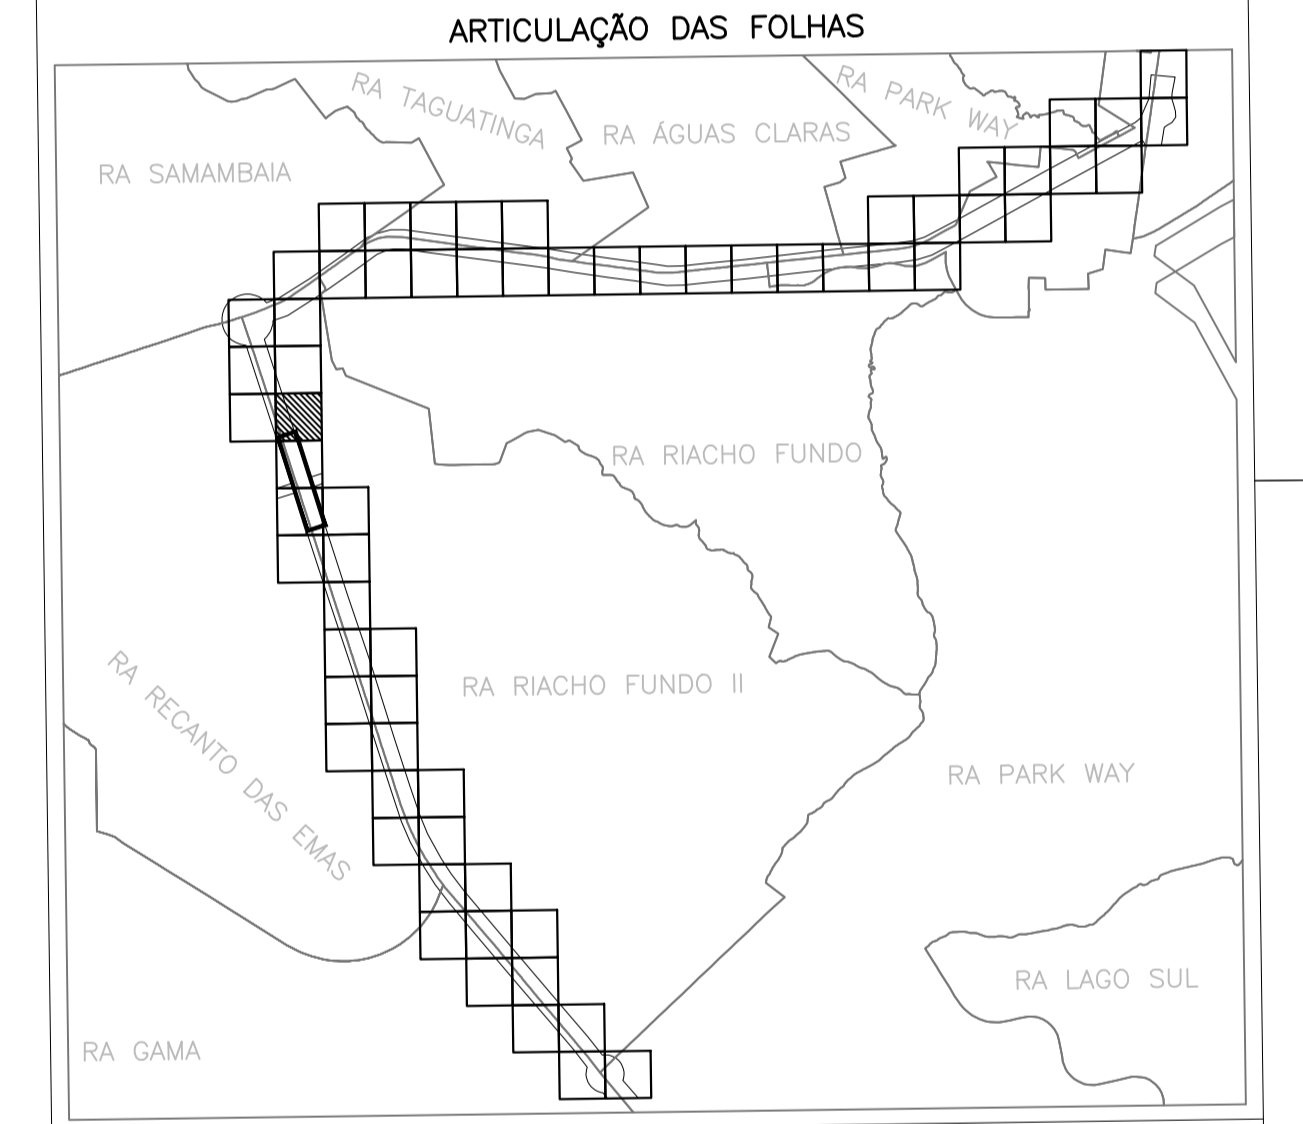 ARTICULAÇÃO DAS FOLHAS
RA TAGUATINGA
RA PARK WAY
RA ÁGUAS CLARAS
RA SAMAMBAIA
RA RIACHO FUNDO
RA RECANTO DAS EMAS
RA RIACHO FUNDO II
RA PARK WAY
RA LAGO SUL
RA GAMA